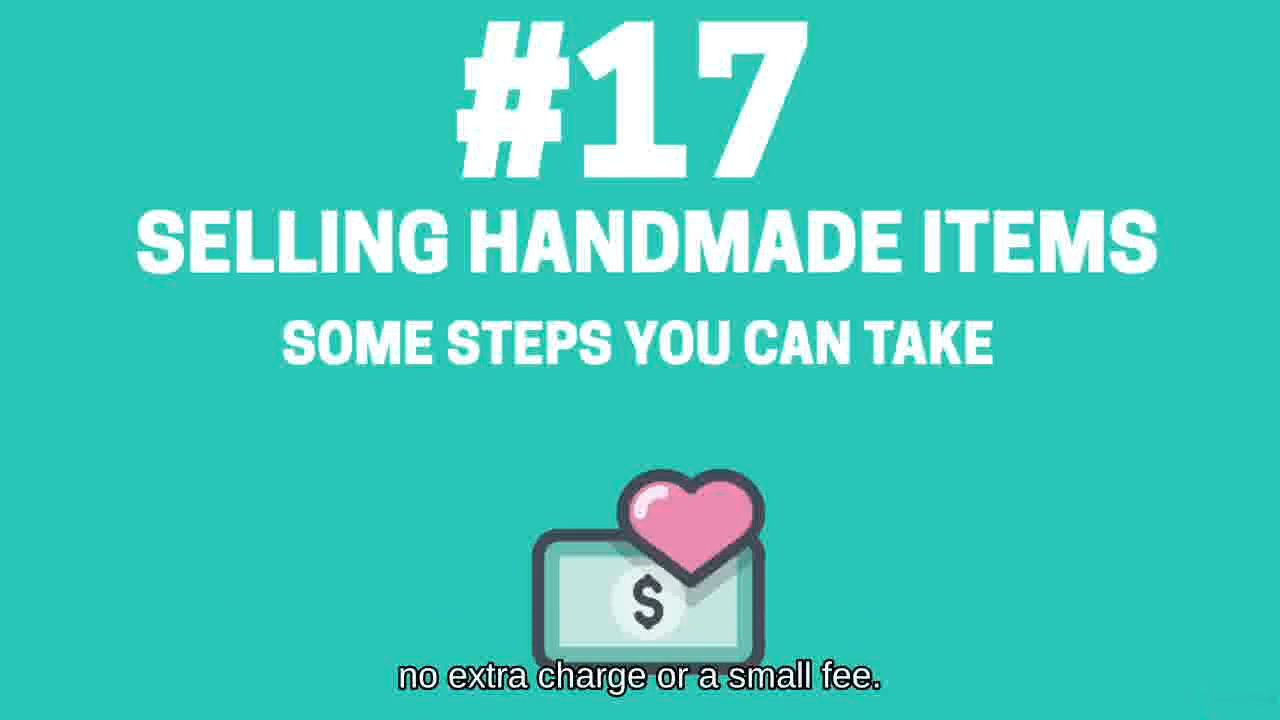 #17
SELLING HANDMADE ITEMS
SOME STEPS YOU CAN TAKE
$
no extra charge or a small fee.